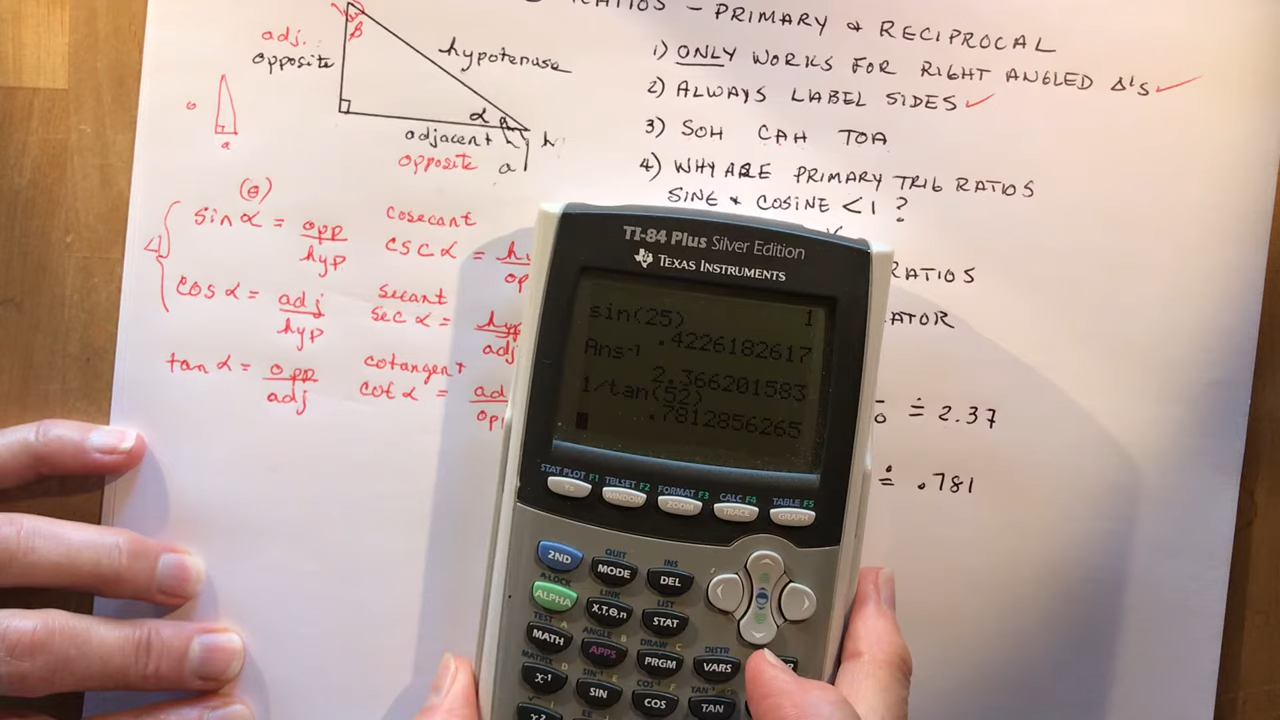 RATIOS - PRIMARY & RECIPROCAL
1) ONLY WORKS FOR RIGHT ANGLED Δ'S ✓
2) ALWAYS LABEL SIDES ✓
3) SOH CAH TOA
4) WHY ARE PRIMARY TRIG RATIOS
SINE & COSINE < 1 ?
RATIOS
ATOR
≐ 2.37
≐ .781
β
adj.
opposite
hypotenuse
α
adjacent
opposite
h
a
o
a
(θ)
sin α = opp/hyp
cosecant
csc α =
cos α = adj/hyp
secant
sec α = hyp/adj
tan α = opp/adj
cotangent
cot α =
TI-84 Plus Silver Edition
TEXAS INSTRUMENTS
sin(25) 1
.4226182617
Ans⁻¹
2.366201583
1/tan(52)
.7812856265
STAT PLOT F1 TBLSET F2 FORMAT F3 CALC F4 TABLE F5
Y= WINDOW ZOOM TRACE GRAPH
QUIT INS
2ND MODE DEL
A-LOCK LINK LIST
ALPHA X,T,θ,n STAT
TEST A ANGLE B DRAW C DISTR
MATH APPS PRGM VARS
MATRIX D SIN⁻¹ E COS⁻¹ F TAN⁻¹
X⁻¹ SIN COS TAN